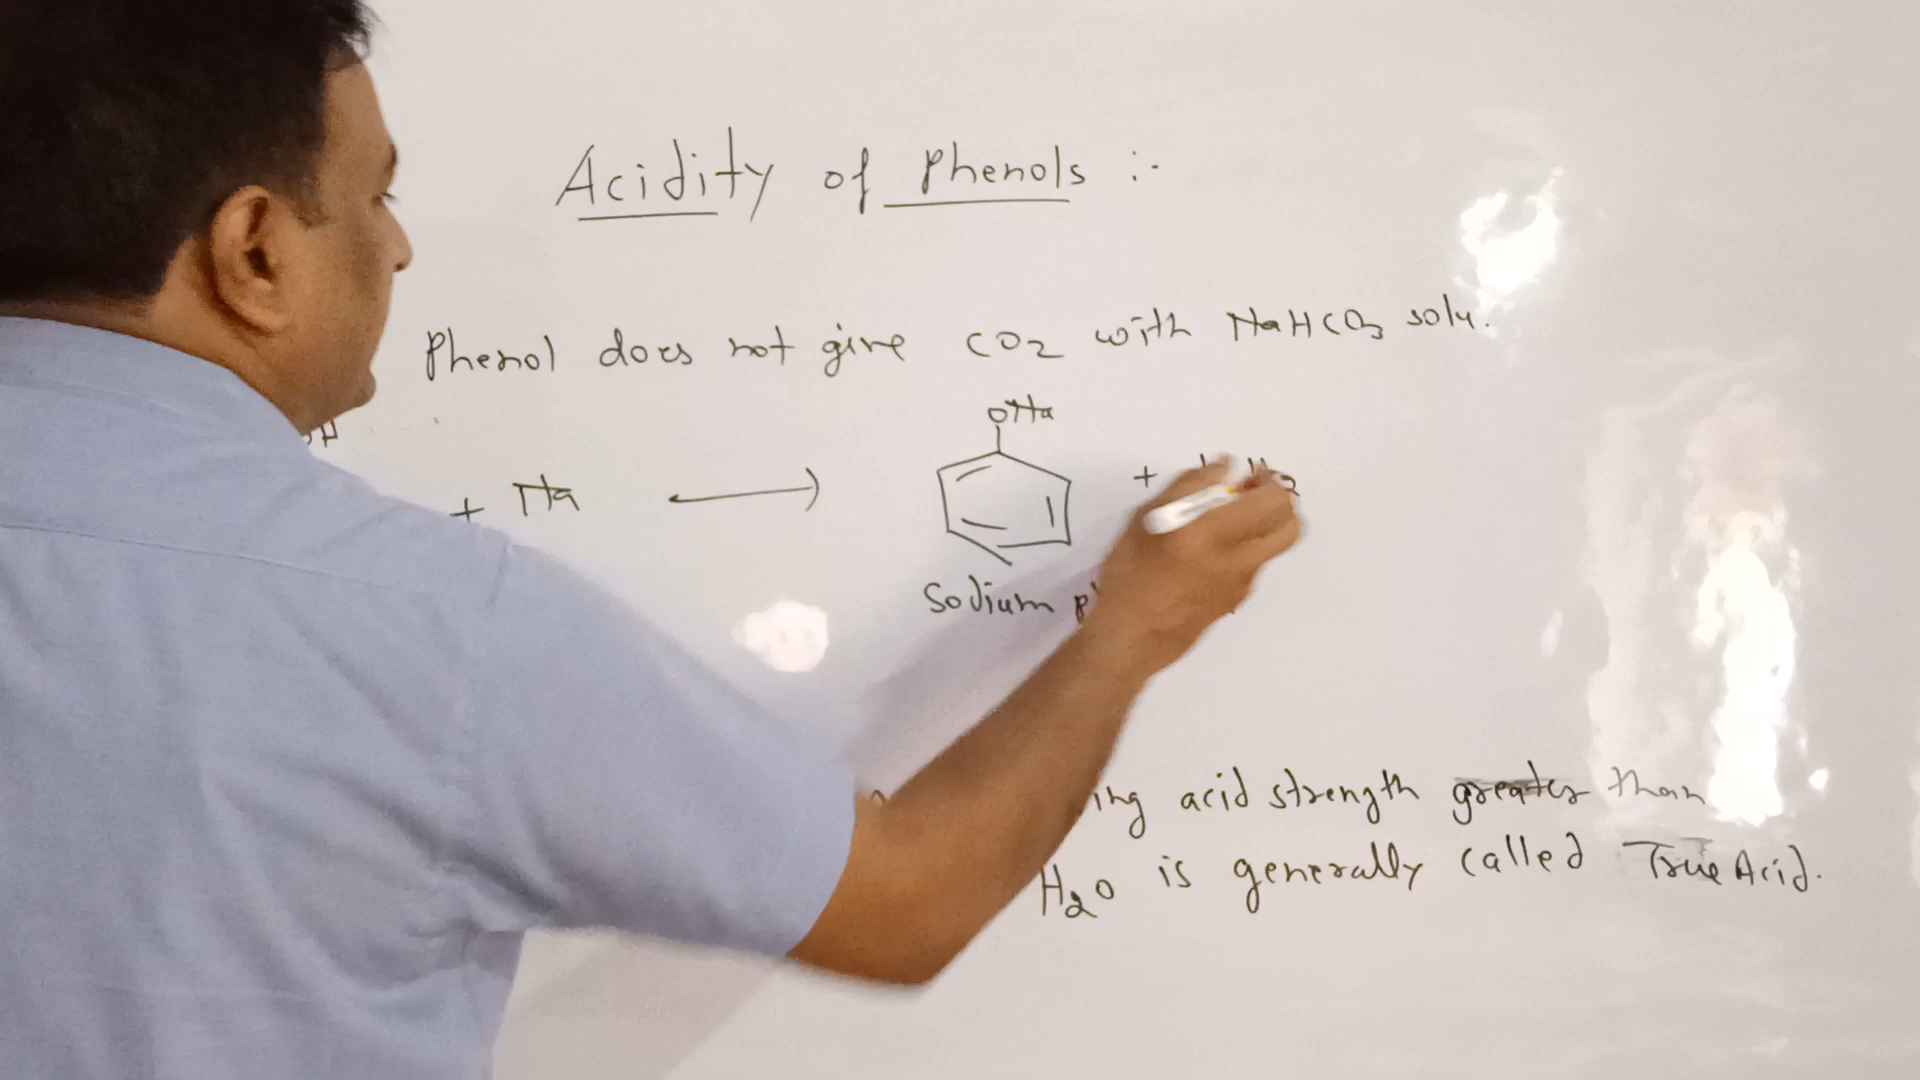 Acidity of Phenols :-
Phenol does not give CO2 with NaHCO3 soln.
ONa
+ Na ⟶ +
Sodium
ing acid strength greater than
H2O is generally called True Acid.